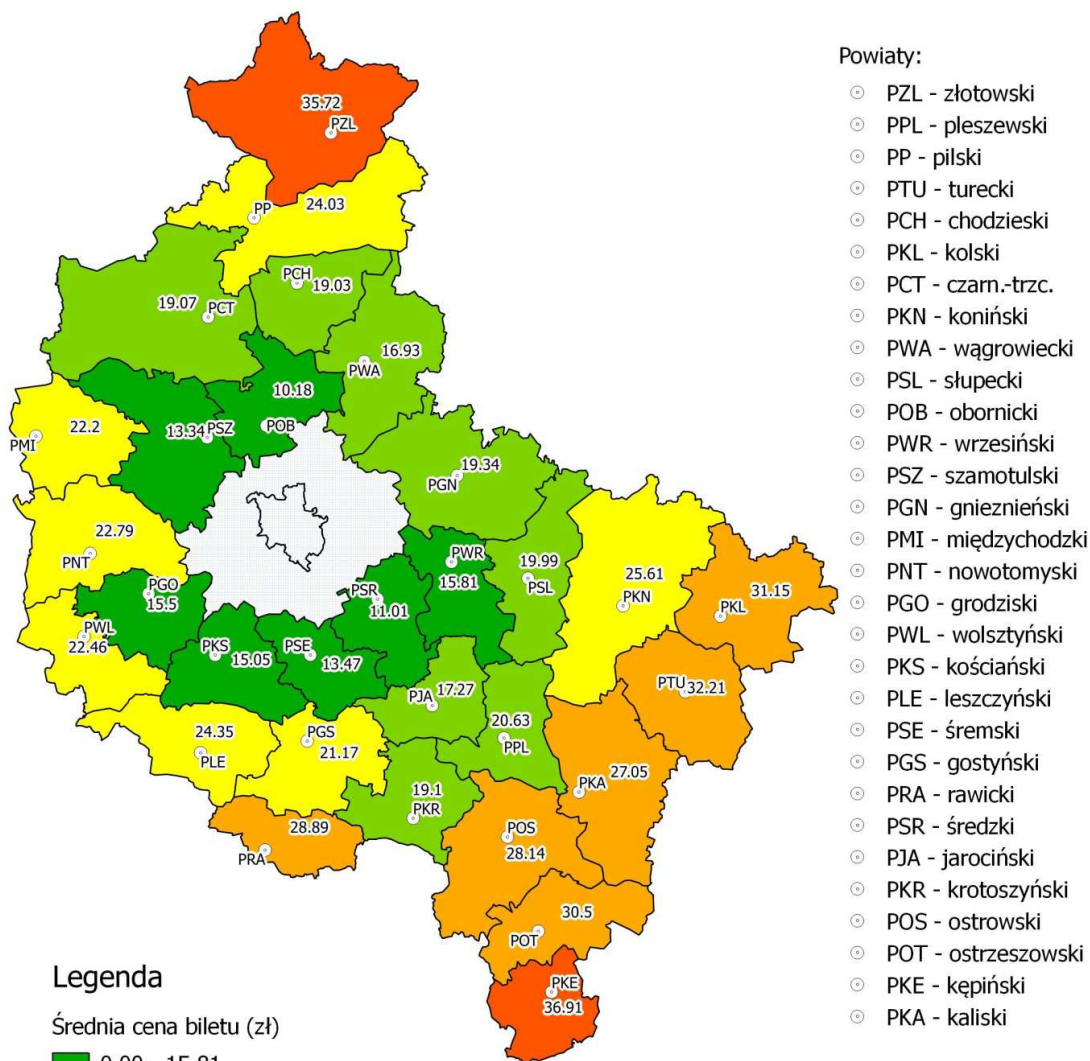 35.72
PZL
PP
24.03
PCH
19.03
19.07
PCT
16.93
PWA
10.18
POB
22.2
PMI
13.34
PSZ
19.34
PGN
22.79
PNT
PGO
15.5
PWR
15.81
19.99
PSL
25.61
PKN
31.15
PKL
PSR
11.01
PWL
22.46
PKS
15.05
PSE
13.47
PTU
32.21
PJA
17.27
20.63
PPL
24.35
PLE
PGS
21.17
27.05
PKA
19.1
PKR
28.89
PRA
POS
28.14
30.5
POT
PKE
36.91
Powiaty:
PZL - złotowski
PPL - pleszewski
PP - pilski
PTU - turecki
PCH - chodzieski
PKL - kolski
PCT - czarn.-trzc.
PKN - koniński
PWA - wągrowiecki
PSL - słupecki
POB - obornicki
PWR - wrzesiński
PSZ - szamotulski
PGN - gnieznieński
PMI - międzychodzki
PNT - nowotomyski
PGO - grodziski
PWL - wolsztyński
PKS - kościański
PLE - leszczyński
PSE - śremski
PGS - gostyński
PRA - rawicki
PSR - średzki
PJA - jarociński
PKR - krotoszyński
POS - ostrowski
POT - ostrzeszowski
PKE - kępiński
PKA - kaliski
Legenda
Średnia cena biletu (zł)
0.00 - 15.81